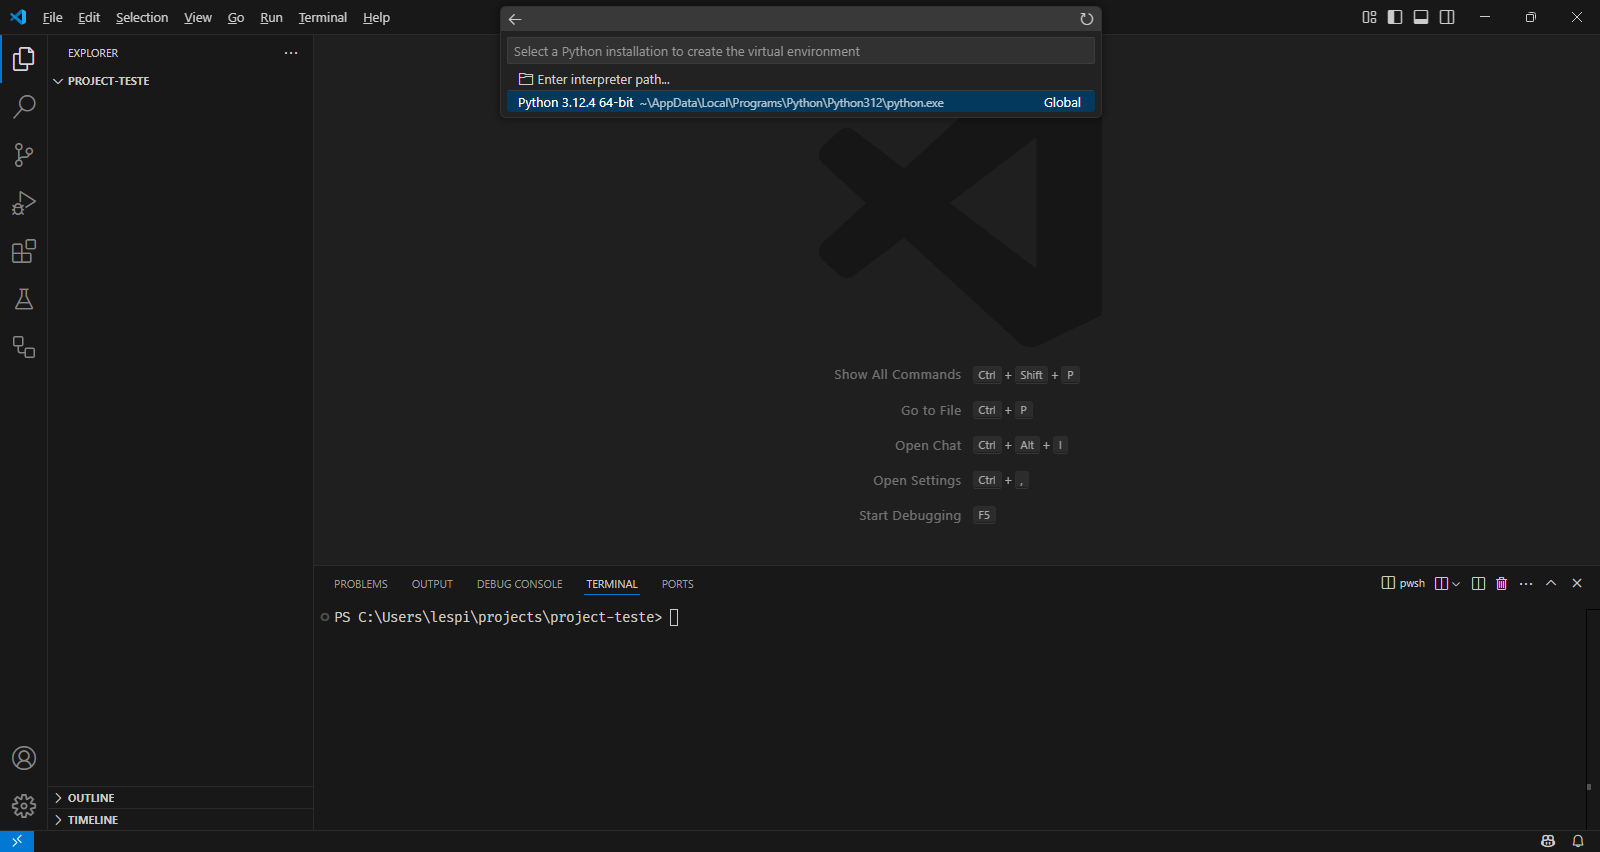 File Edit Selection View Go Run Terminal Help
Select a Python installation to create the virtual environment
Enter interpreter path...
Python 3.12.4 64-bit ~\AppData\Local\Programs\Python\Python312\python.exe Global
EXPLORER
PROJECT-TESTE
Show All Commands Ctrl + Shift + P
Go to File Ctrl + P
Open Chat Ctrl + Alt + I
Open Settings Ctrl + ,
Start Debugging F5
PROBLEMS OUTPUT DEBUG CONSOLE TERMINAL PORTS pwsh
PS C:\Users\lespi\projects\project-teste>
OUTLINE
TIMELINE